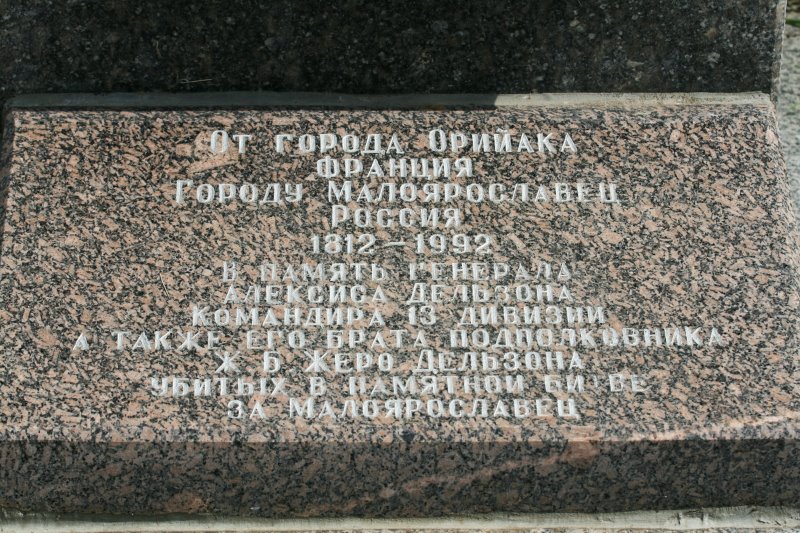 От города Орийака
Франция
Городу Малоярославец
Россия
1812 – 1992
В память генерала
Алексиса Дельзона
Командира 13 дивизии
а также его брата подполковника
Ж Б Жеро Дельзона
убитых в памятной битве
за Малоярославец